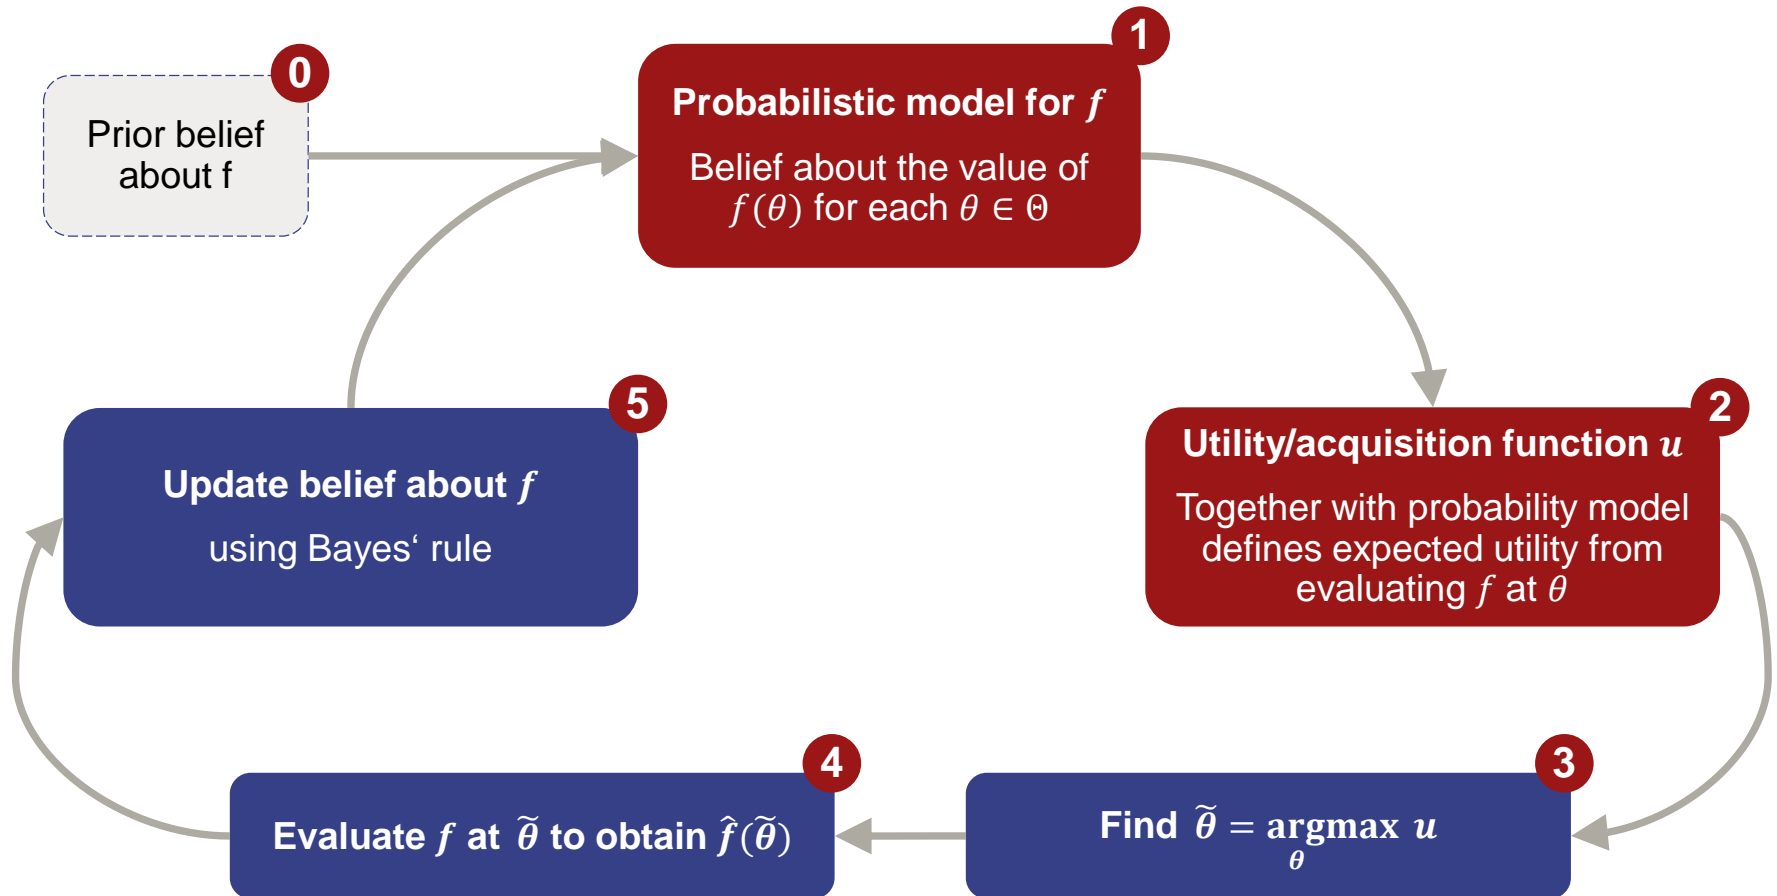 0
Prior belief
about f
1
Probabilistic model for f
Belief about the value of
f(θ) for each θ ∈ Θ
2
Utility/acquisition function u
Together with probability model
defines expected utility from
evaluating f at θ
3
Find θ̃ = argmax u
θ
4
Evaluate f at θ̃ to obtain f̂(θ̃)
5
Update belief about f
using Bayes‘ rule